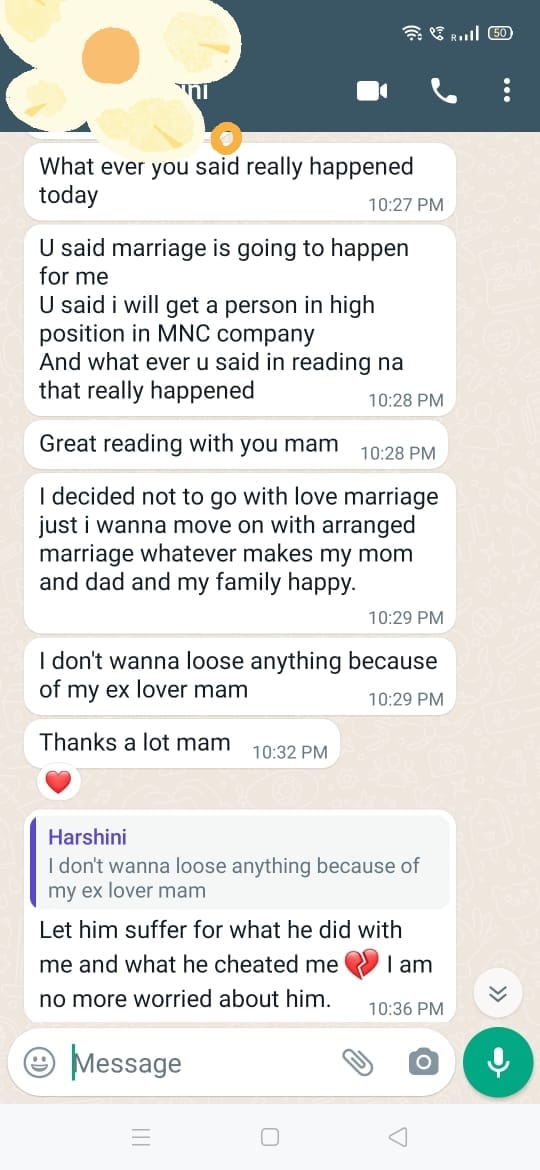 R
50
What ever you said really happened
today
10:27 PM
U said marriage is going to happen
for me
U said i will get a person in high
position in MNC company
And what ever u said in reading na
that really happened
10:28 PM
Great reading with you mam 10:28 PM
I decided not to go with love marriage
just i wanna move on with arranged
marriage whatever makes my mom
and dad and my family happy.
10:29 PM
I don't wanna loose anything because
of my ex lover mam
10:29 PM
Thanks a lot mam 10:32 PM
Harshini
I don't wanna loose anything because of
my ex lover mam
Let him suffer for what he did with
me and what he cheated me 💔 I am
no more worried about him.
10:36 PM
Message